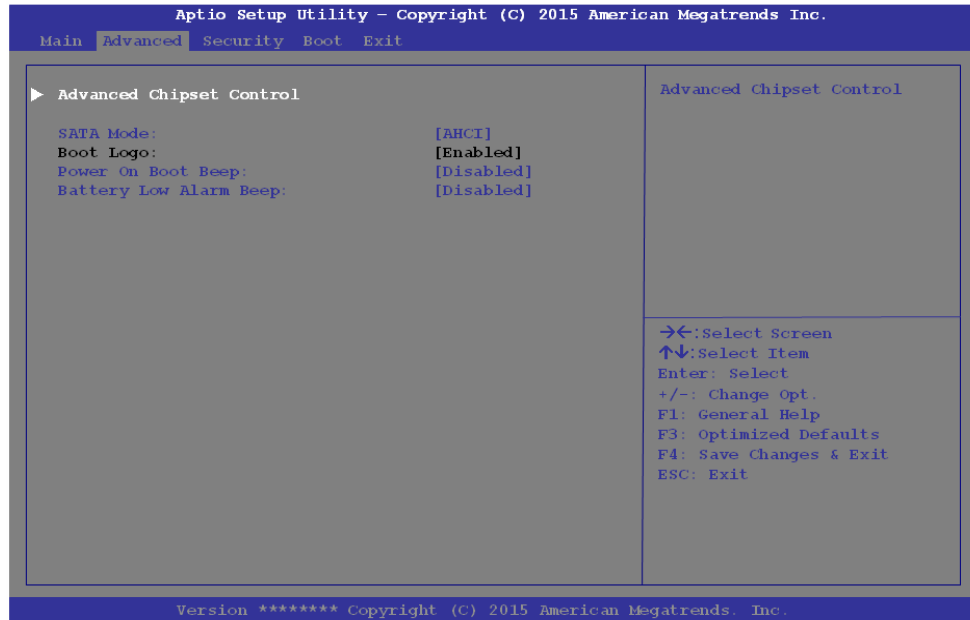 Aptio Setup Utility – Copyright (C) 2015 American Megatrends Inc.
Main Advanced Security Boot Exit
▶ Advanced Chipset Control
SATA Mode: [AHCI]
Boot Logo: [Enabled]
Power On Boot Beep: [Disabled]
Battery Low Alarm Beep: [Disabled]
Advanced Chipset Control
→←:Select Screen
↑↓:Select Item
Enter: Select
+/-: Change Opt.
F1: General Help
F3: Optimized Defaults
F4: Save Changes & Exit
ESC: Exit
Version ******** Copyright (C) 2015 American Megatrends. Inc.